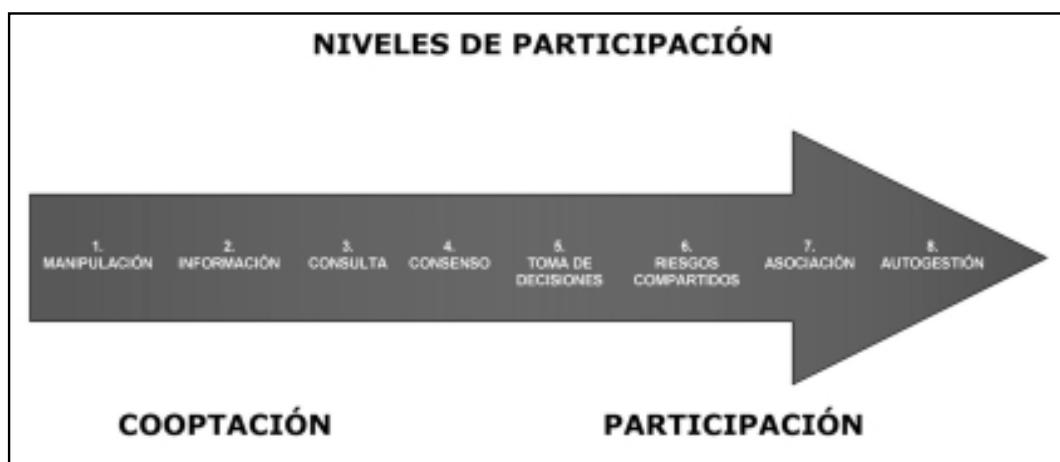 NIVELES DE PARTICIPACIÓN
1.
MANIPULACIÓN
2.
INFORMACIÓN
3.
CONSULTA
4.
CONSENSO
5.
TOMA DE
DECISIONES
6.
RIESGOS
COMPARTIDOS
7.
ASOCIACIÓN
8.
AUTOGESTIÓN
COOPTACIÓN
PARTICIPACIÓN